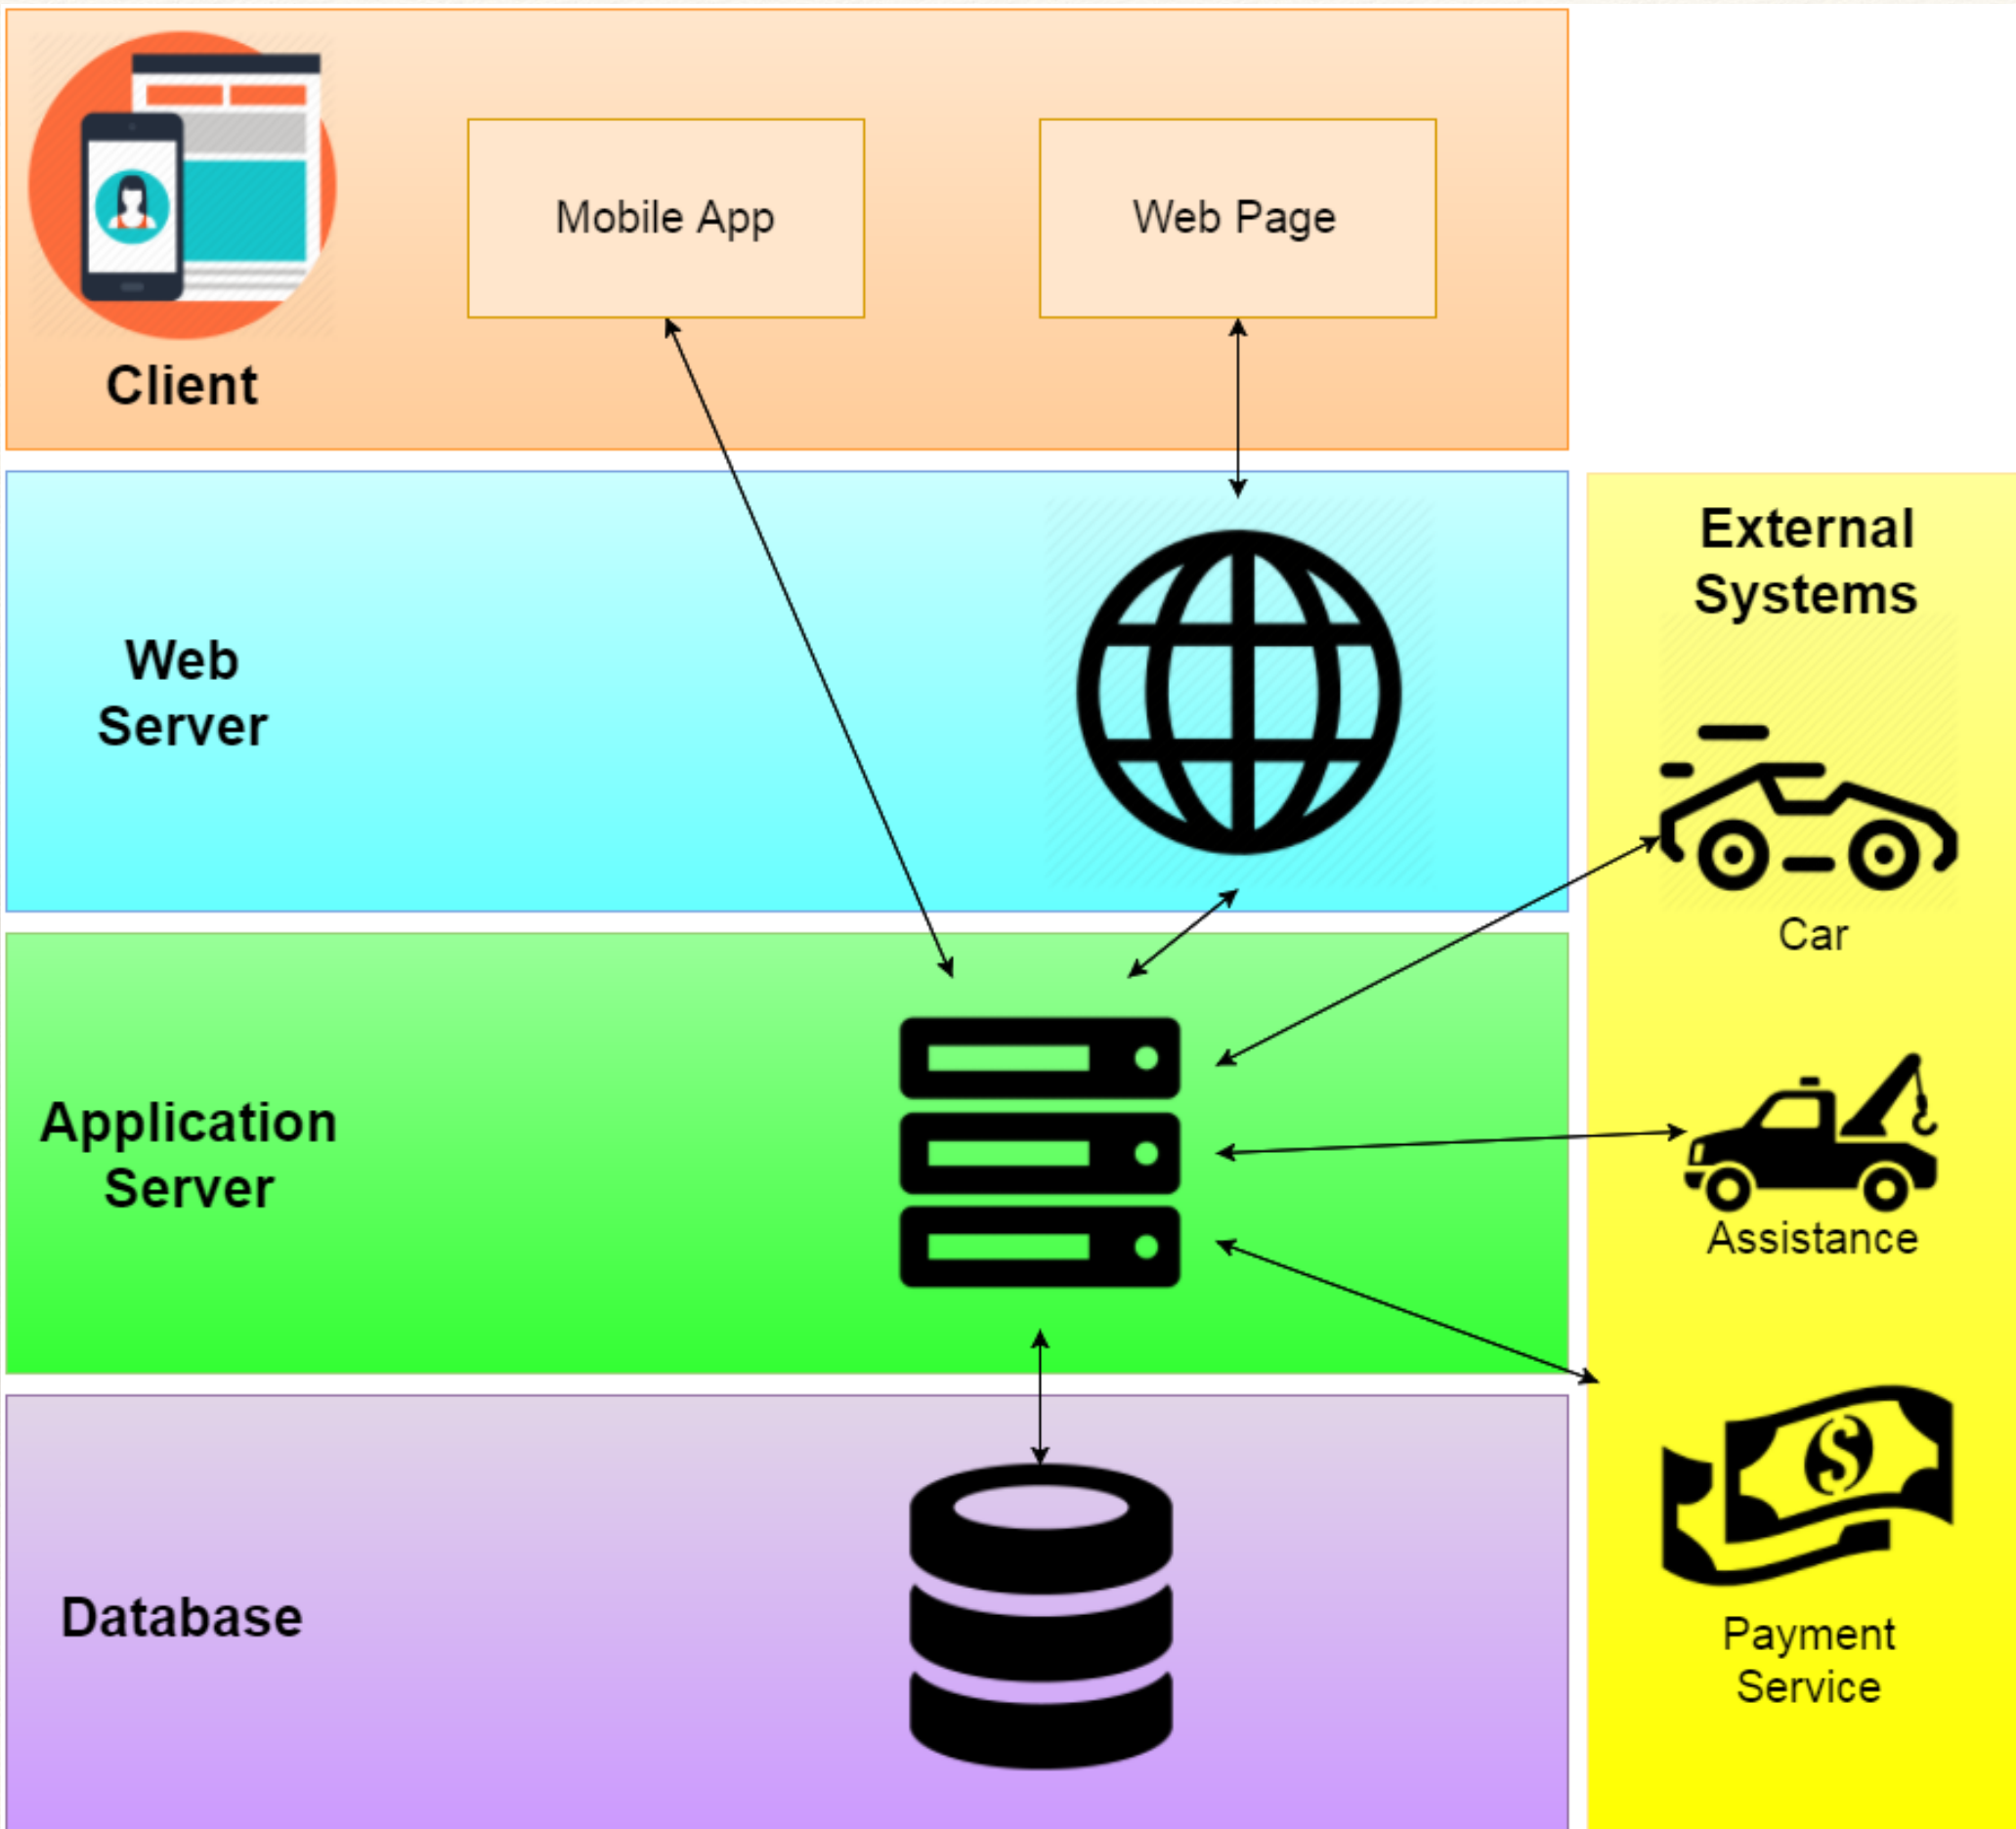 Mobile App
Web Page
Client
External
Systems
Web
Server
Car
Application
Server
Assistance
Database
Payment
Service